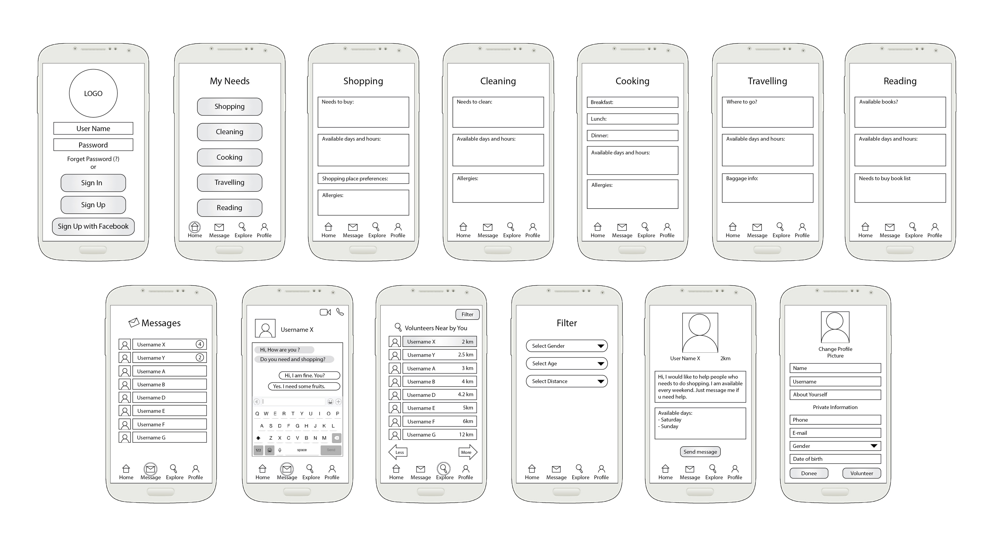 LOGO
User Name
Password
Forget Password (?)
or
Sign In
Sign Up
Sign Up with Facebook
My Needs
Shopping
Cleaning
Cooking
Travelling
Reading
Home Message Explore Profile
Shopping
Needs to buy:
Available days and hours:
Shopping place preferences:
Allergies:
Home Message Explore Profile
Cleaning
Needs to clean:
Available days and hours:
Allergies:
Home Message Explore Profile
Cooking
Breakfast:
Lunch:
Dinner:
Available days and hours:
Allergies:
Home Message Explore Profile
Travelling
Where to go?
Available days and hours:
Baggage info:
Home Message Explore Profile
Reading
Available books?
Available days and hours:
Needs to buy book list
Home Message Explore Profile
Messages
Username X 4
Username Y 2
Username A
Username B
Username D
Username E
Username F
Username G
Home Message Explore Profile
Username X
Hi, How are you ?
Do you need and shopping?
Hi, I am fine. You?
Yes. I need some fruits.
Q W E R T Y U I O P
A S D F G H J K L
Z X C V B N M
123 space Send
Home Message Explore Profile
Filter
Volunteers Near by You
Username X 2 km
Username Y 2.5 km
Username A 3 km
Username B 4 km
Username D 4.2 km
Username E 5km
Username F 6km
Username G 12 km
Less More
Home Message Explore Profile
Filter
Select Gender
Select Age
Select Distance
Home Message Explore Profile
User Name X 2km
Hi, I would like to help people who
needs to do shopping. I am available
every weekend. Just message me if
u need help.
Available days:
- Saturday
- Sunday
Send message
Home Message Explore Profile
Change Profile
Picture
Name
Username
About Yourself
Private Information
Phone
E-mail
Gender
Date of birth
Donee Volunteer